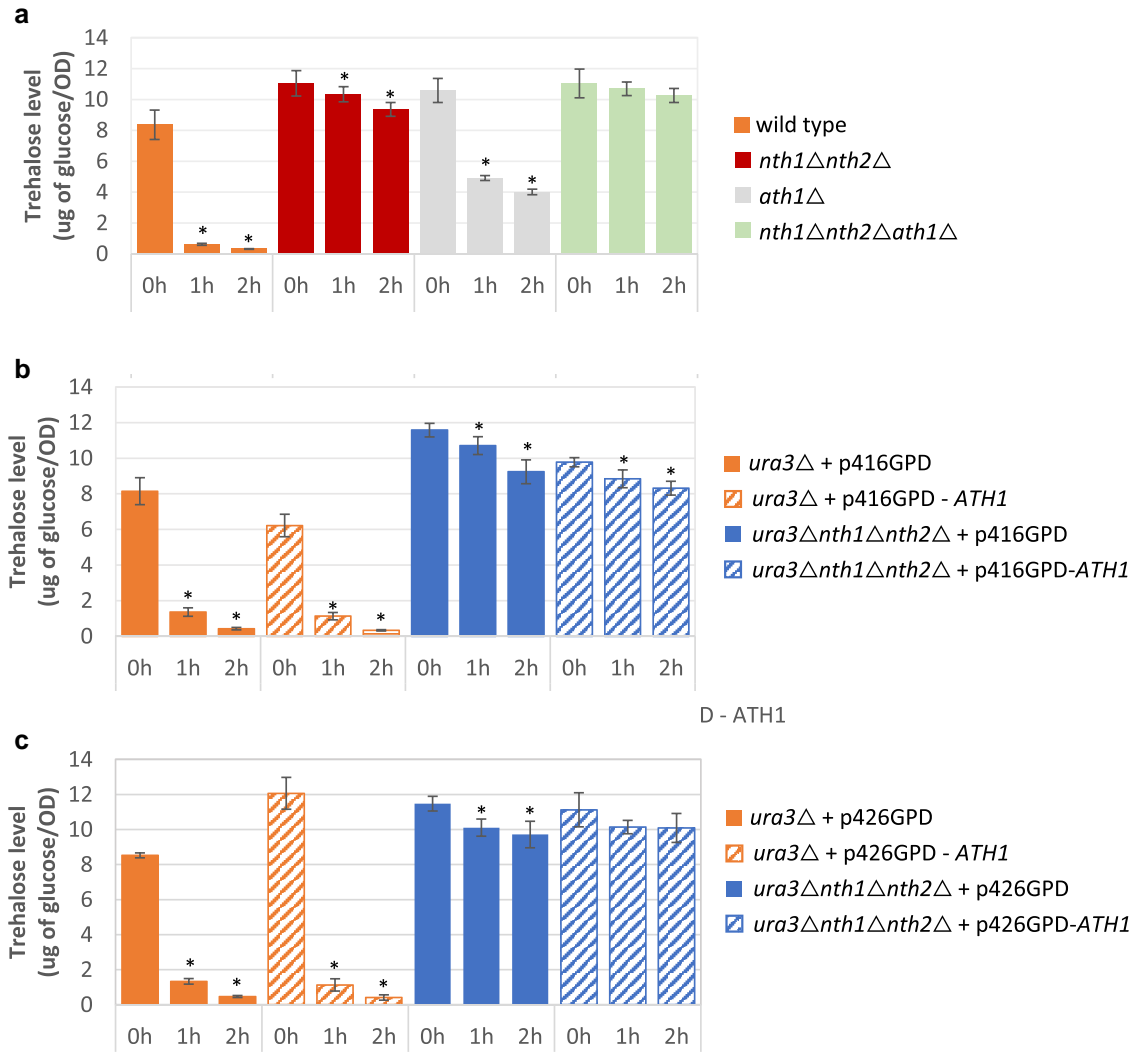 a
Trehalose level
(ug of glucose/OD)
14
12
10
8
6
4
2
0
* * * * * *
0h 1h 2h 0h 1h 2h 0h 1h 2h 0h 1h 2h
wild type
nth1△nth2△
ath1△
nth1△nth2△ath1△
b
Trehalose level
(ug of glucose/OD)
14
12
10
8
6
4
2
0
* * * * * * * *
0h 1h 2h 0h 1h 2h 0h 1h 2h 0h 1h 2h
ura3△ + p416GPD
ura3△ + p416GPD - ATH1
ura3△nth1△nth2△ + p416GPD
ura3△nth1△nth2△ + p416GPD-ATH1
D - ATH1
c
Trehalose level
(ug of glucose/OD)
14
12
10
8
6
4
2
0
* * * * * *
0h 1h 2h 0h 1h 2h 0h 1h 2h 0h 1h 2h
ura3△ + p426GPD
ura3△ + p426GPD - ATH1
ura3△nth1△nth2△ + p426GPD
ura3△nth1△nth2△ + p426GPD-ATH1